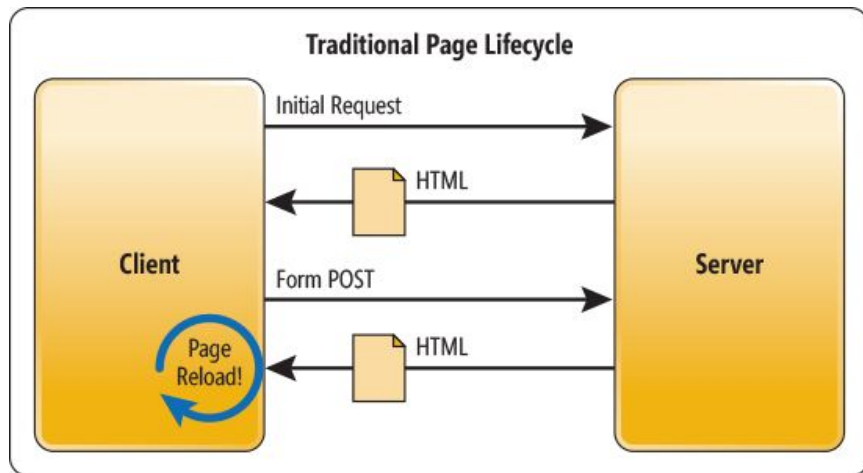 Traditional Page Lifecycle
Initial Request
HTML
Client
Server
Form POST
HTML
Page
Reload!